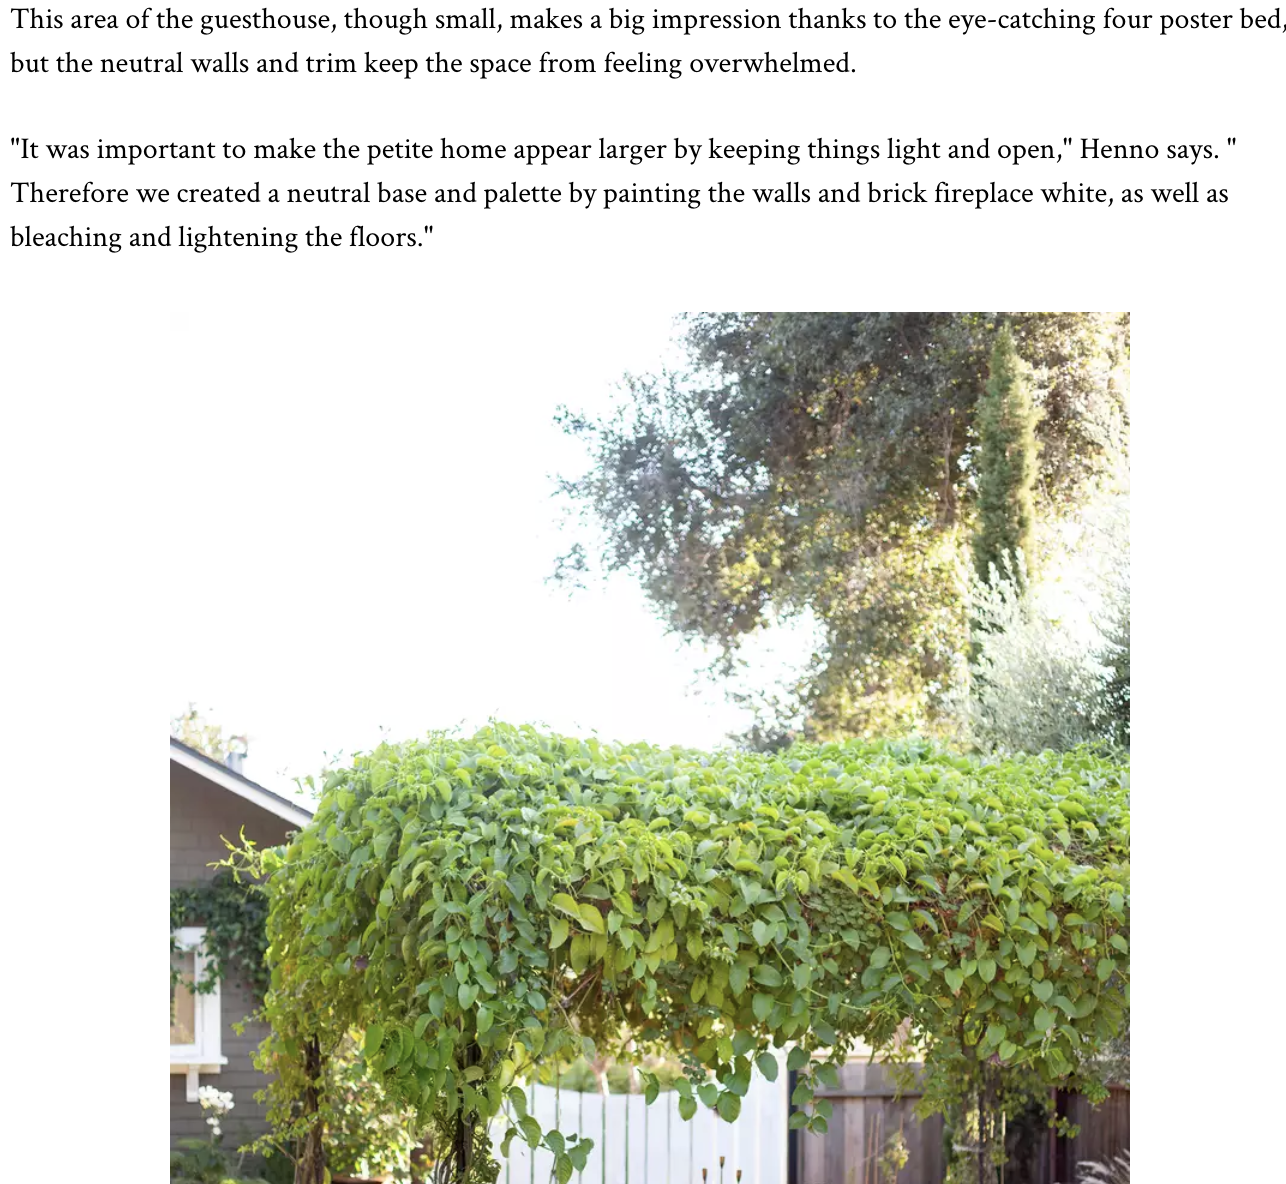 This area of the guesthouse, though small, makes a big impression thanks to the eye-catching four poster bed,
but the neutral walls and trim keep the space from feeling overwhelmed.
"It was important to make the petite home appear larger by keeping things light and open," Henno says. "
Therefore we created a neutral base and palette by painting the walls and brick fireplace white, as well as
bleaching and lightening the floors."